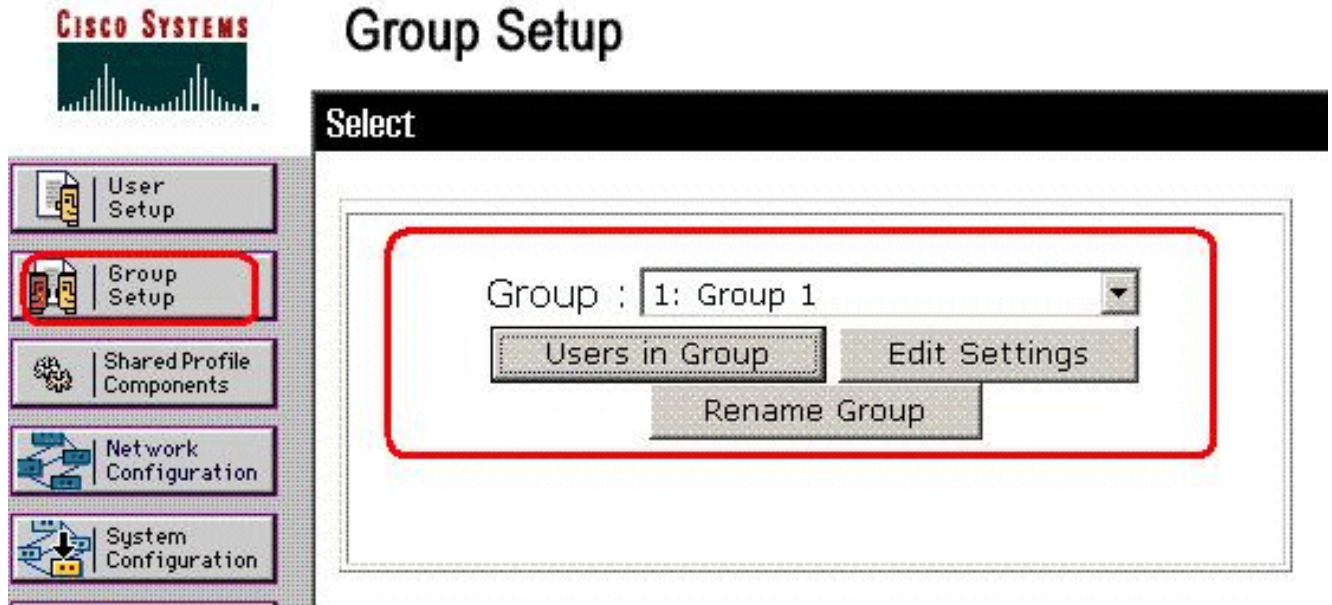 CISCO SYSTEMS
Group Setup
Select
User
Setup
Group
Setup
Shared Profile
Components
Network
Configuration
System
Configuration
Group : 1: Group 1
Users in Group
Edit Settings
Rename Group